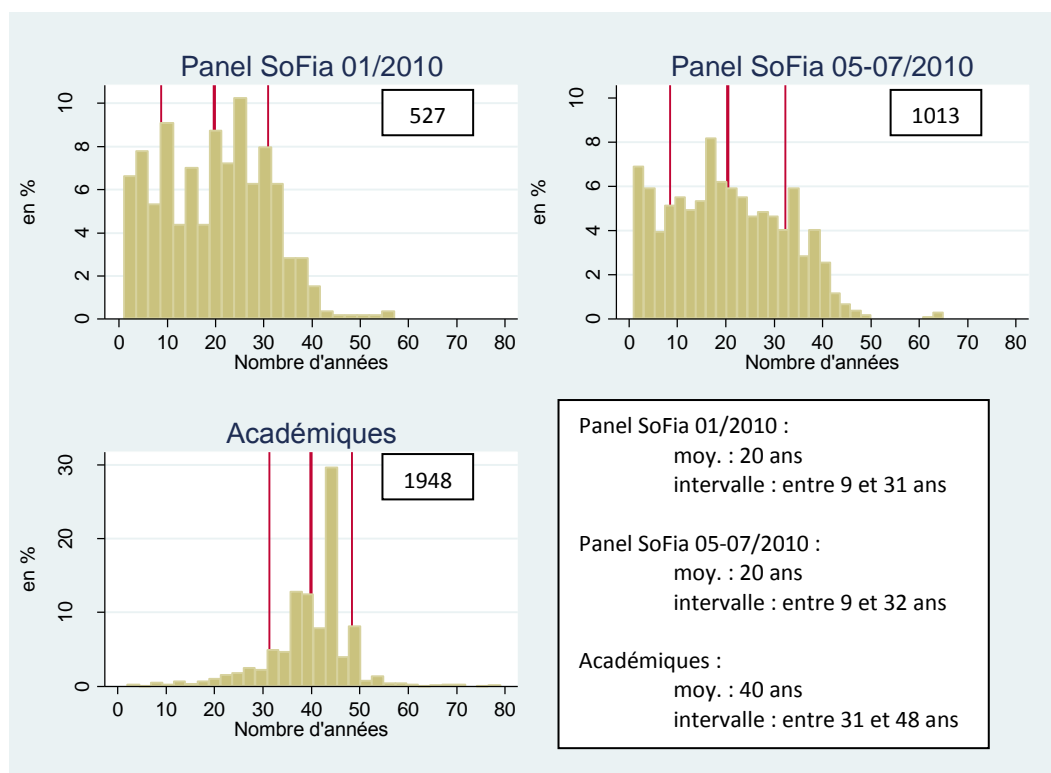 Panel SoFia 01/2010
527
en %
0 2 4 6 8 10
0 10 20 30 40 50 60 70 80
Nombre d'années
Panel SoFia 05-07/2010
1013
en %
0 2 4 6 8 10
0 10 20 30 40 50 60 70 80
Nombre d'années
Académiques
1948
en %
0 10 20 30
0 10 20 30 40 50 60 70 80
Nombre d'années
Panel SoFia 01/2010 :
moy. : 20 ans
intervalle : entre 9 et 31 ans
Panel SoFia 05-07/2010 :
moy. : 20 ans
intervalle : entre 9 et 32 ans
Académiques :
moy. : 40 ans
intervalle : entre 31 et 48 ans